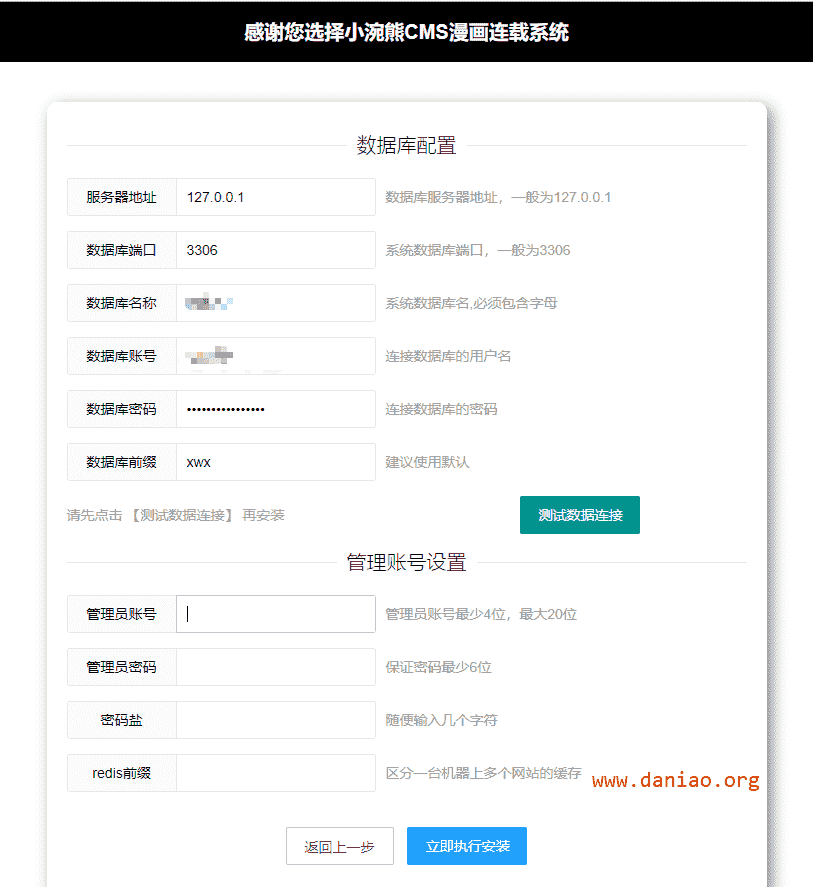 感谢您选择小涴熊CMS漫画连载系统
数据库配置
服务器地址 127.0.0.1 数据库服务器地址，一般为127.0.0.1
数据库端口 3306 系统数据库端口，一般为3306
数据库名称 系统数据库名,必须包含字母
数据库账号 连接数据库的用户名
数据库密码 •••••••••••••••• 连接数据库的密码
数据库前缀 xwx 建议使用默认
请先点击 【测试数据连接】 再安装 测试数据连接
管理账号设置
管理员账号 管理员账号最少4位，最大20位
管理员密码 保证密码最少6位
密码盐 随便输入几个字符
redis前缀 区分一台机器上多个网站的缓存
www.daniao.org
返回上一步 立即执行安装